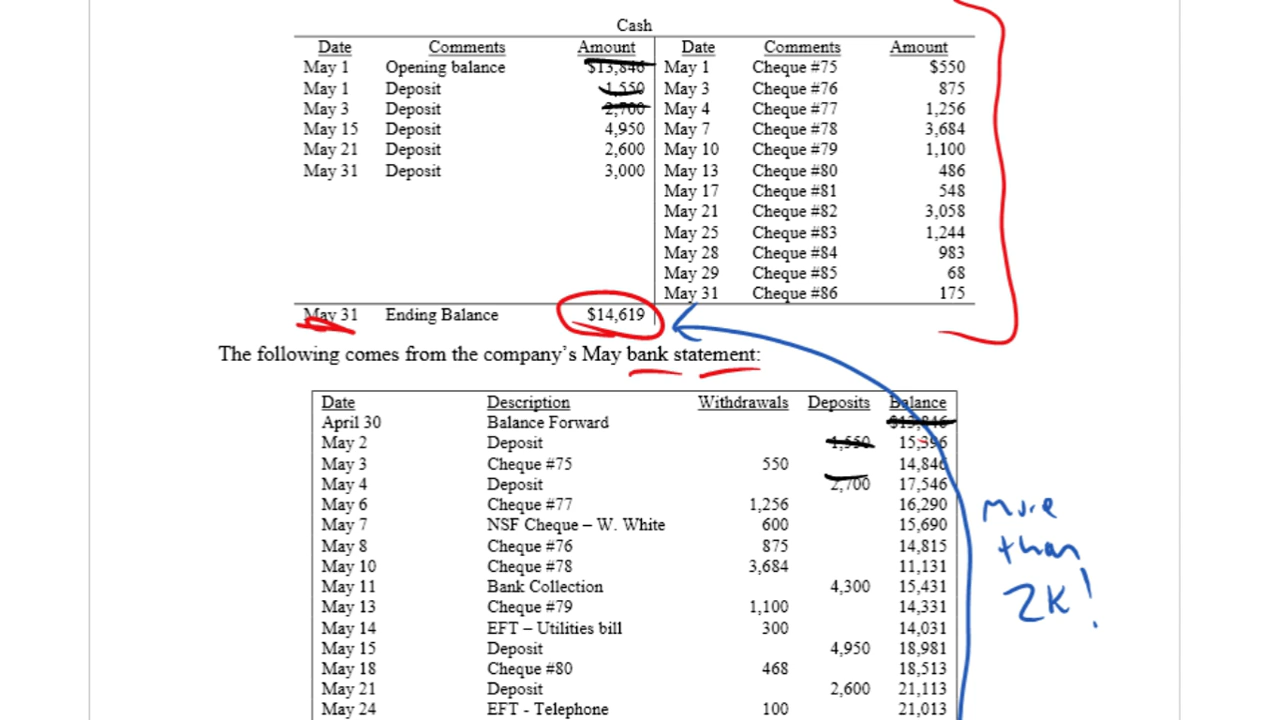 Cash
Date Comments Amount Date Comments Amount
May 1 Opening balance $13,846 May 1 Cheque #75 $550
May 1 Deposit 1,550 May 3 Cheque #76 875
May 3 Deposit 2,700 May 4 Cheque #77 1,256
May 15 Deposit 4,950 May 7 Cheque #78 3,684
May 21 Deposit 2,600 May 10 Cheque #79 1,100
May 31 Deposit 3,000 May 13 Cheque #80 486
May 17 Cheque #81 548
May 21 Cheque #82 3,058
May 25 Cheque #83 1,244
May 28 Cheque #84 983
May 29 Cheque #85 68
May 31 Cheque #86 175
May 31 Ending Balance $14,619
The following comes from the company's May bank statement:
Date Description Withdrawals Deposits Balance
April 30 Balance Forward $13,846
May 2 Deposit 1,550 15,396
May 3 Cheque #75 550 14,846
May 4 Deposit 2,700 17,546
May 6 Cheque #77 1,256 16,290
May 7 NSF Cheque – W. White 600 15,690
May 8 Cheque #76 875 14,815
May 10 Cheque #78 3,684 11,131
May 11 Bank Collection 4,300 15,431
May 13 Cheque #79 1,100 14,331
May 14 EFT – Utilities bill 300 14,031
May 15 Deposit 4,950 18,981
May 18 Cheque #80 468 18,513
May 21 Deposit 2,600 21,113
May 24 EFT - Telephone 100 21,013
More
than
2K!